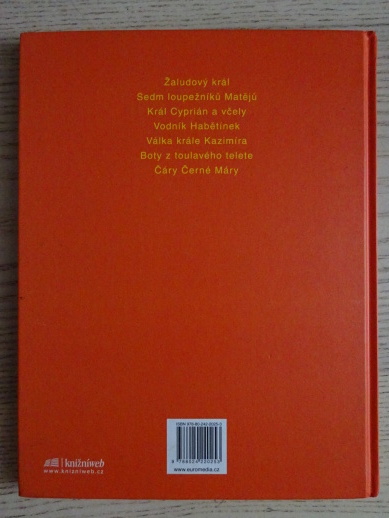 Žaludový král
Sedm loupežníků Matějů
Král Cyprián a včely
Vodník Habětínek
Válka krále Kazimíra
Boty z toulavého telete
Čáry Černé Máry
knižníweb
www.knizniweb.cz
www.euromedia.cz